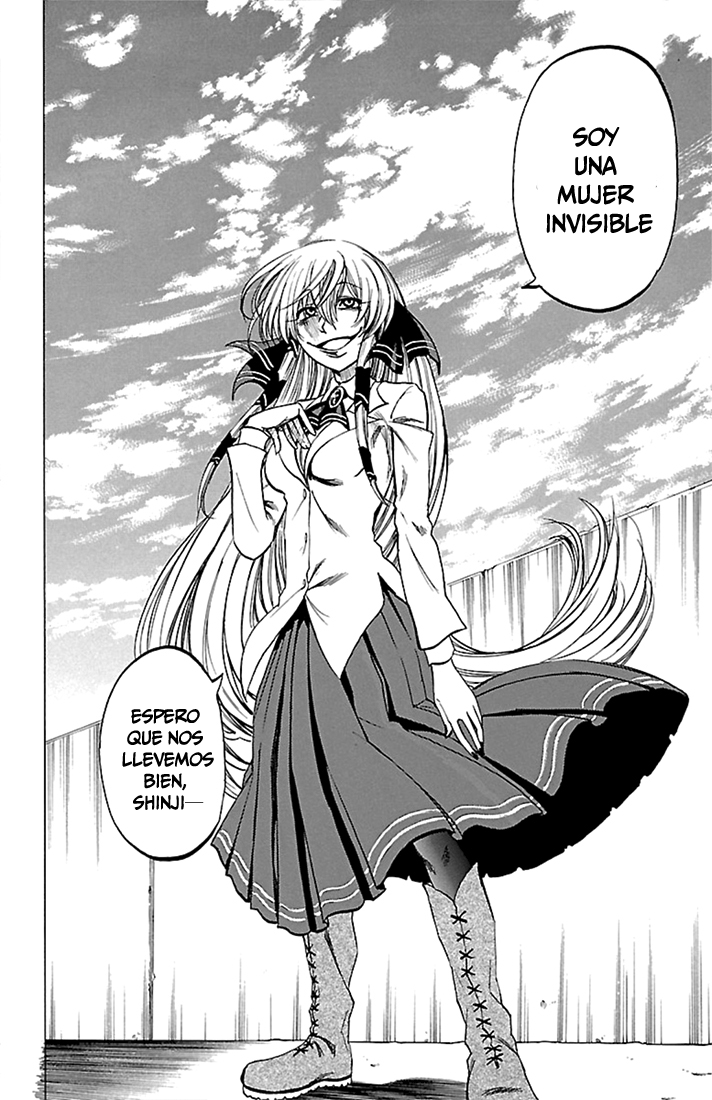 SOY
UNA
MUJER
INVISIBLE
ESPERO
QUE NOS
LLEVEMOS
BIEN,
SHINJI—